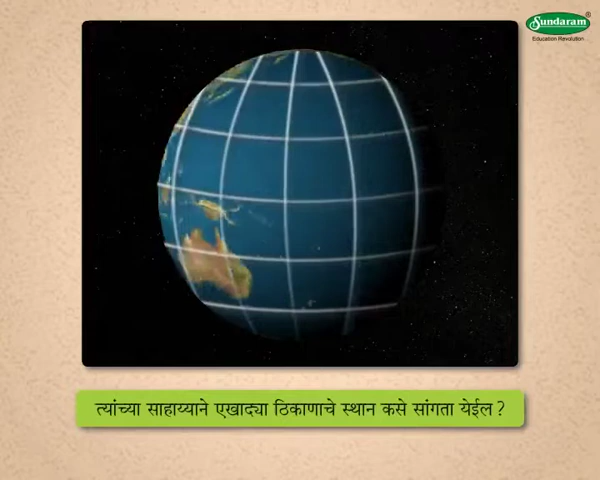 Sundaram®
Education Revolution
त्यांच्या साहाय्याने एखाद्या ठिकाणाचे स्थान कसे सांगता येईल ?